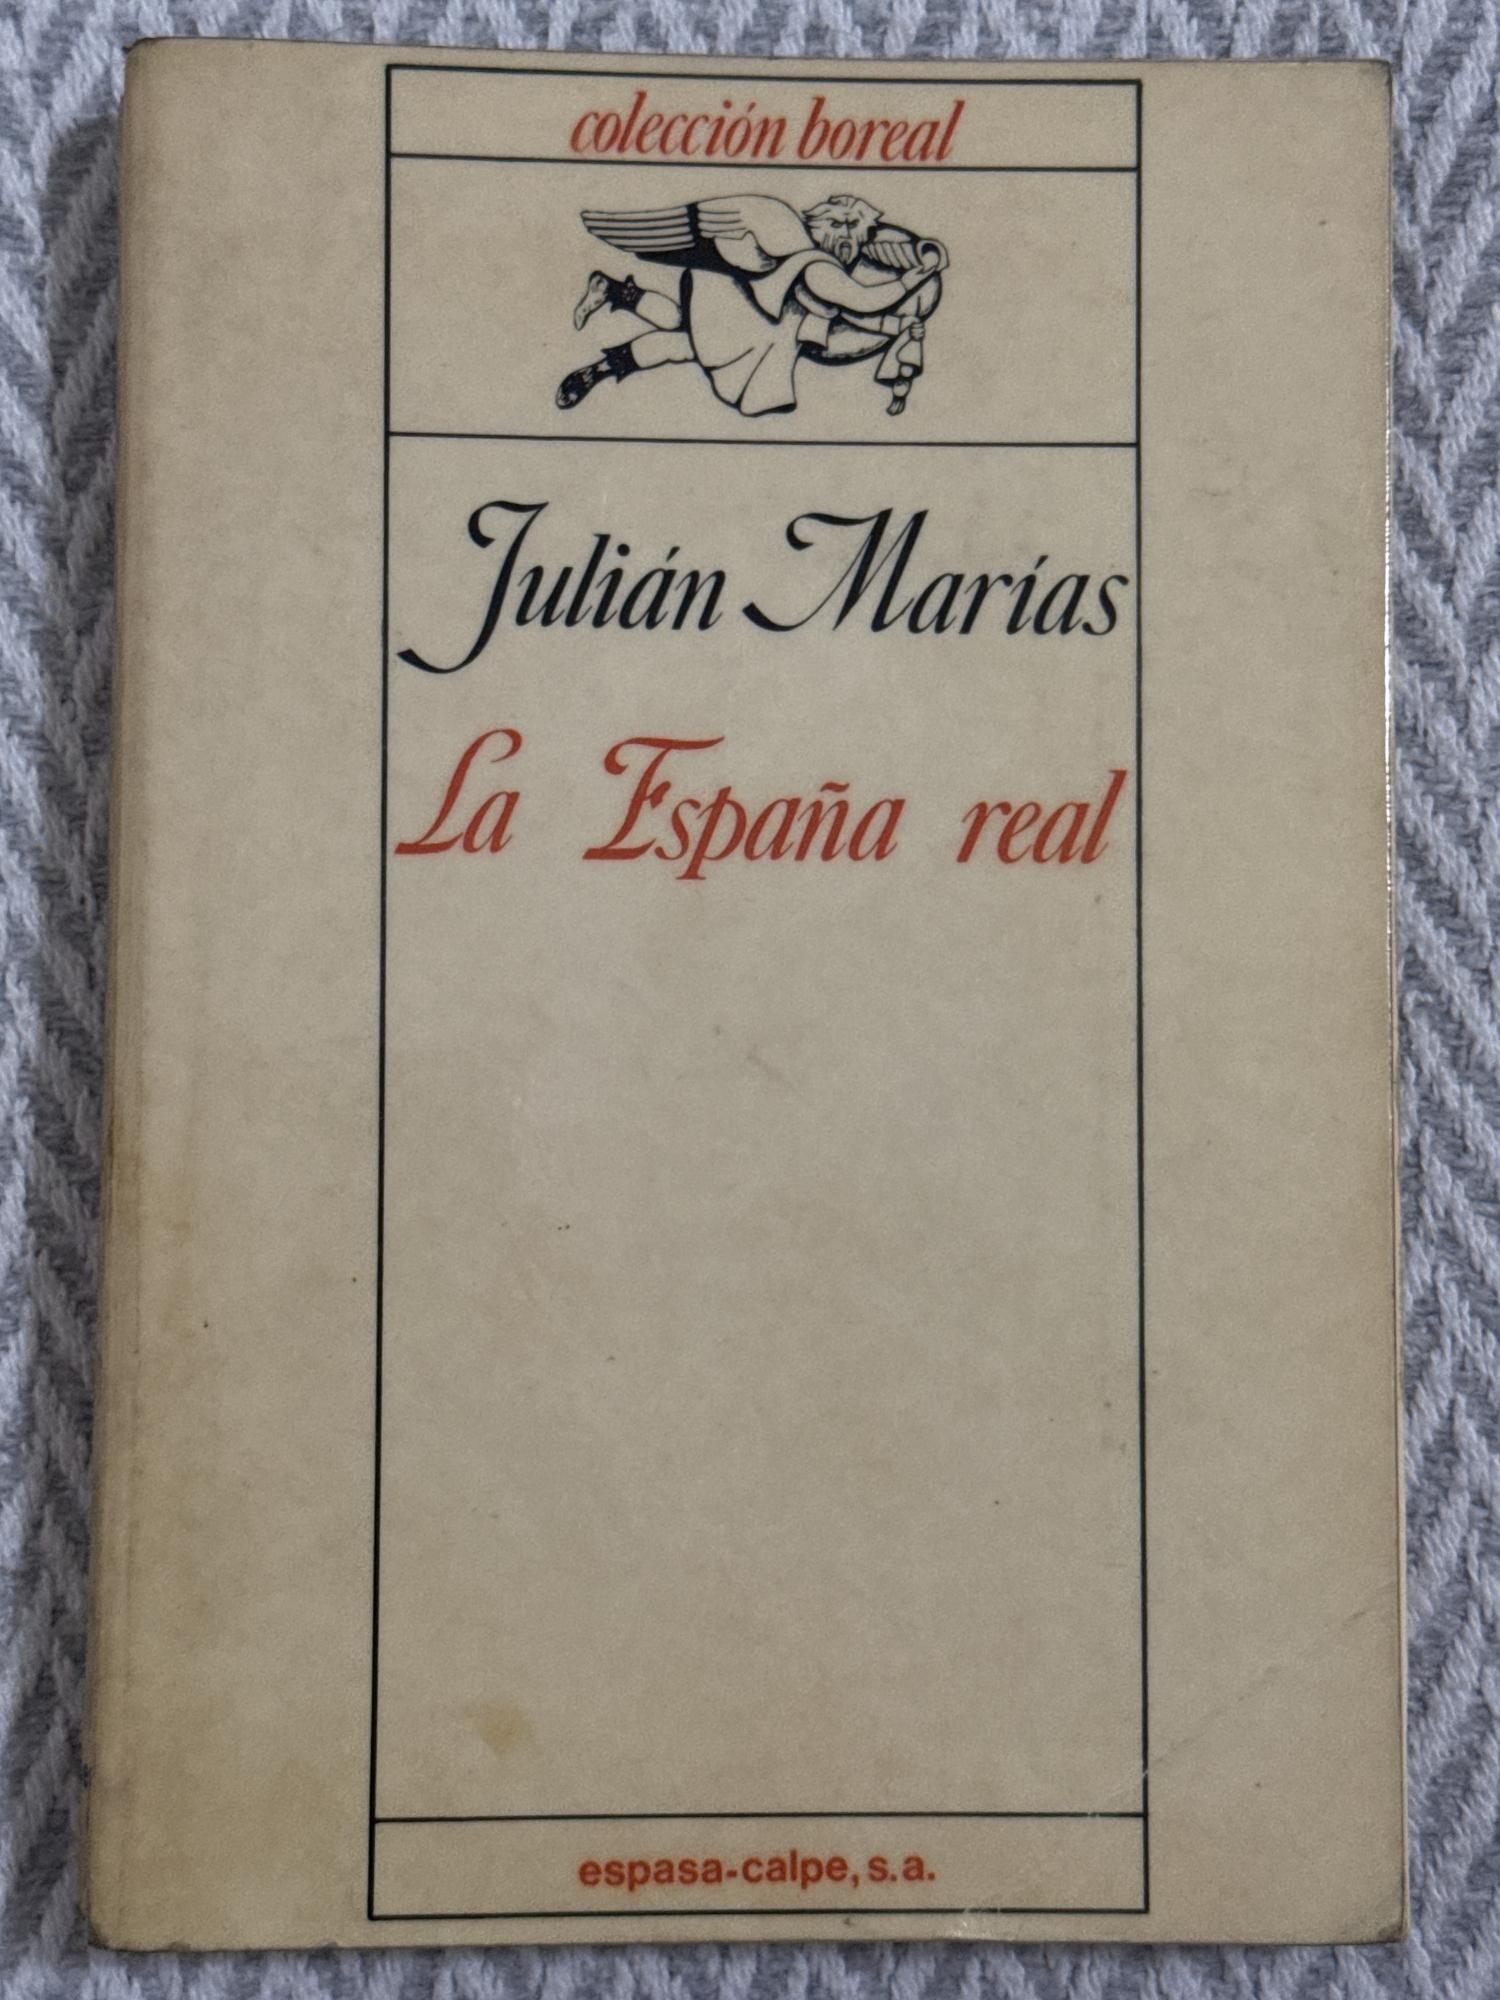 colección boreal
Julián Marías
La España real
espasa-calpe, s.a.